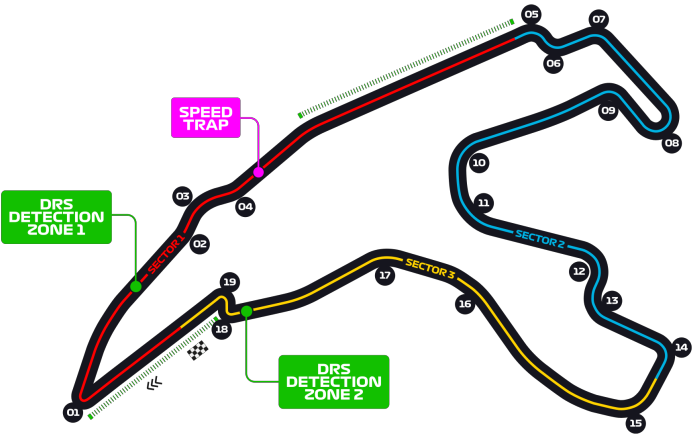 05
07
06
SPEED
TRAP
09
08
10
03
04
11
DRS
DETECTION
ZONE 1
02
SECTOR 1
SECTOR 2
SECTOR 3
17
12
19
16
13
18
14
DRS
DETECTION
ZONE 2
01
15